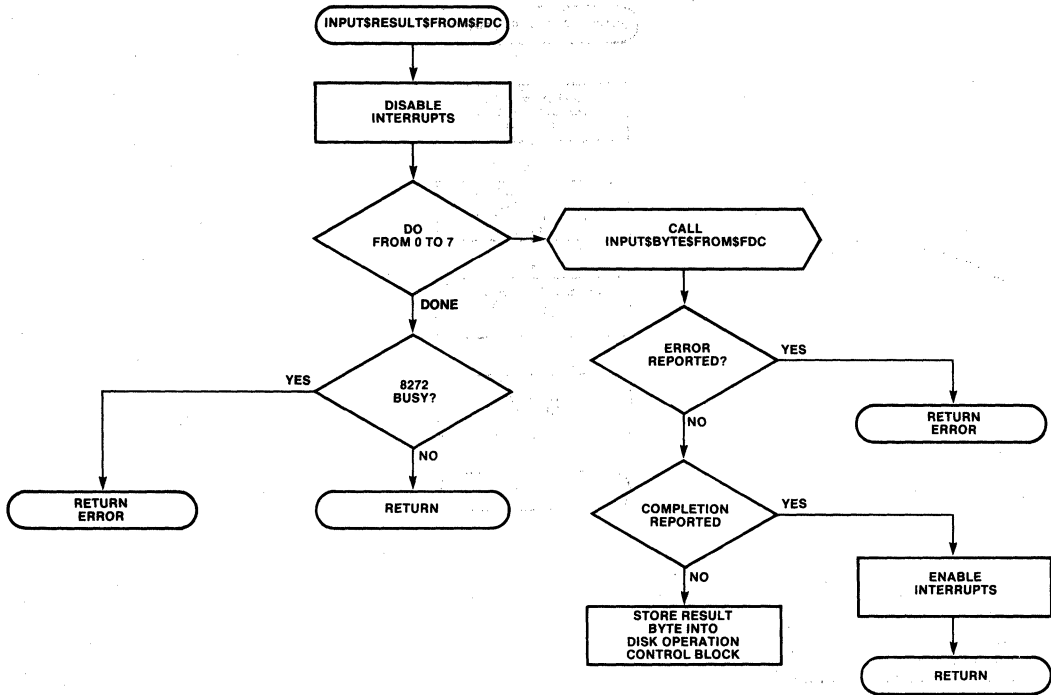 INPUT$RESULT$FROM$FDC
DISABLE
INTERRUPTS
DO
FROM 0 TO 7
CALL
INPUT$BYTE$FROM$FDC
DONE
ERROR
REPORTED?
YES
8272
BUSY?
YES
NO
RETURN
ERROR
NO
RETURN
ERROR
RETURN
COMPLETION
REPORTED
YES
NO
ENABLE
INTERRUPTS
STORE RESULT
BYTE INTO
DISK OPERATION
CONTROL BLOCK
RETURN